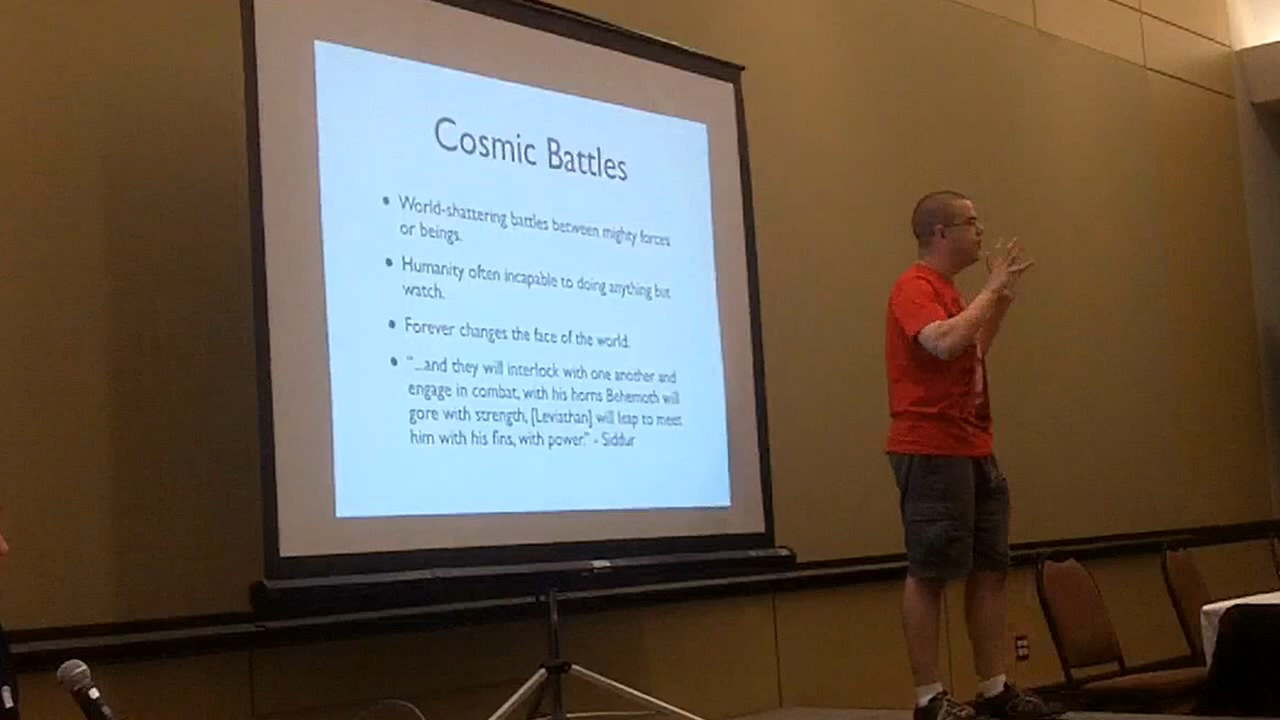 Cosmic Battles
• World-shattering battles between mighty forces
or beings.
• Humanity often incapable to doing anything but
watch.
• Forever changes the face of the world.
• "...and they will interlock with one another and
engage in combat, with his horns Behemoth will
gore with strength, [Leviathan] will leap to meet
him with his fins, with power." - Siddur